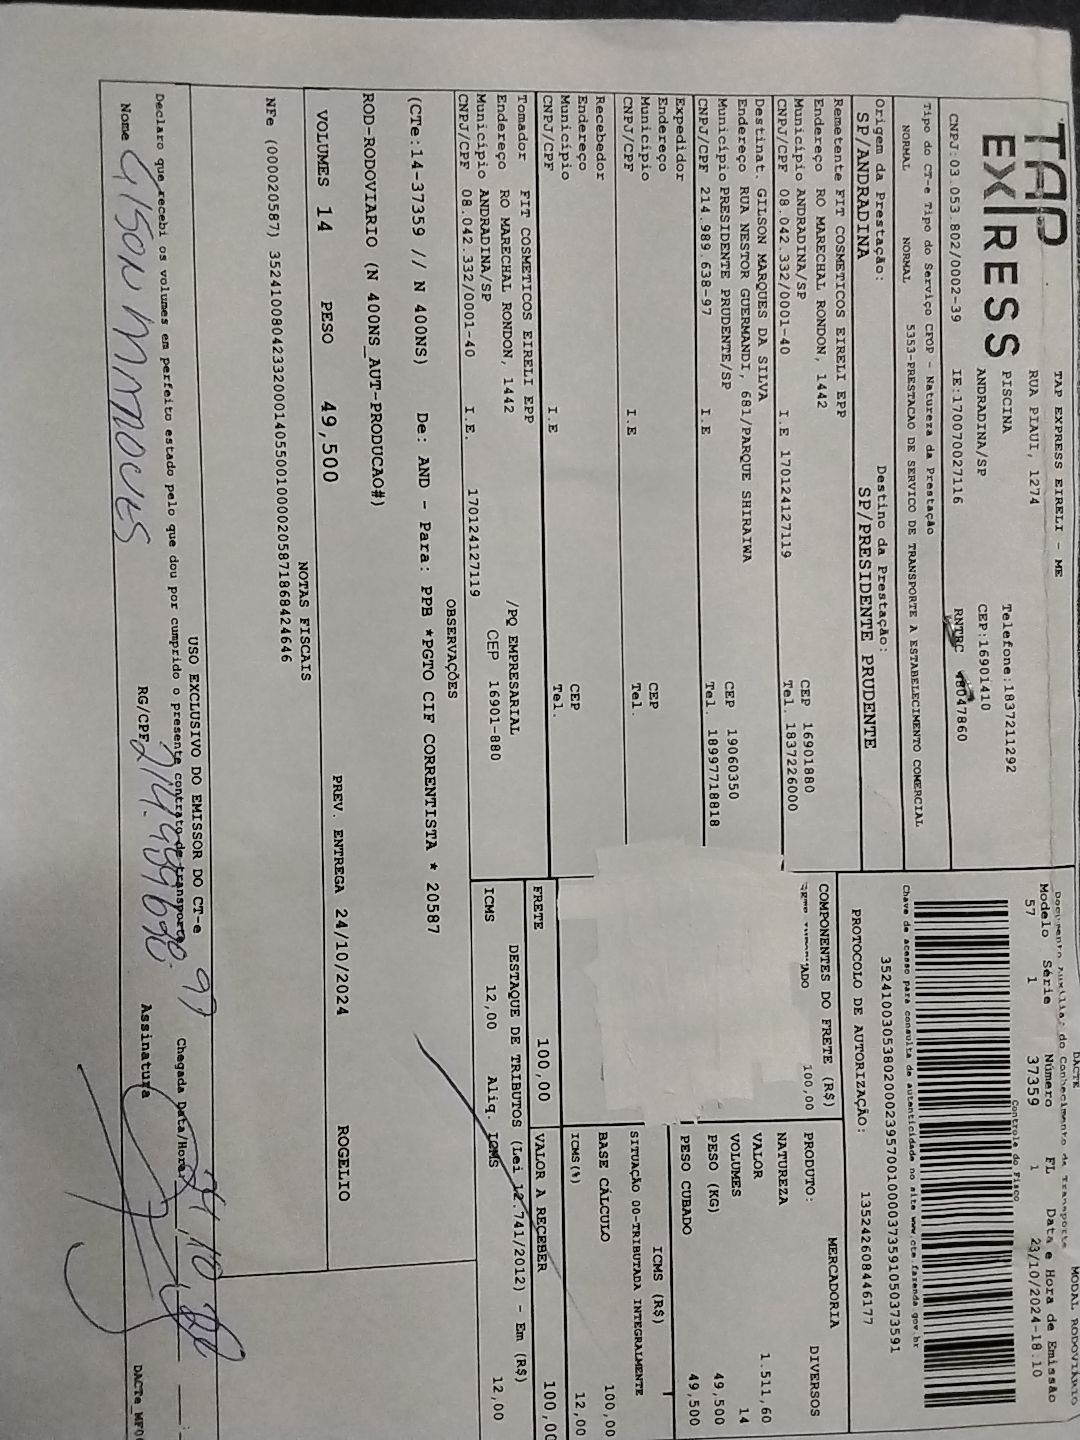 TAP
EXPRESS
TAP EXPRESS EIRELI - ME
RUA PIAUI, 1274
PISCINA
ANDRADINA/SP
Telefone:1837211292
CEP:16901410
CNPJ:03.053.802/0002-39 IE:170070027116 RNTRC 48047860
DACTE MODAL RODOVIÁRIO
Documento Auxiliar do Conhecimento de Transporte
Modelo Série Número FL Data e Hora de Emissão
57 1 37359 1 23/10/2024-18:10
Controle do Fisco
Chave de acesso para consulta de autenticidade no site www.cte.fazenda.gov.br
35241003053802000239570010000373591050373591
PROTOCOLO DE AUTORIZAÇÃO: 135242608446177
Tipo do CT-e Tipo do Serviço CFOP - Natureza da Prestação
NORMAL NORMAL 5353-PRESTACAO DE SERVICO DE TRANSPORTE A ESTABELECIMENTO COMERCIAL
Origem da Prestação: Destino da Prestação:
SP/ANDRADINA SP/PRESIDENTE PRUDENTE
Remetente FIT COSMETICOS EIRELI EPP
Endereço RO MARECHAL RONDON, 1442
Município ANDRADINA/SP CEP 16901880
CNPJ/CPF 08.042.332/0001-40 I.E 170124127119 Tel. 1837226000
Destinat. GILSON MARQUES DA SILVA
Endereço RUA NESTOR GUERMANDI, 681/PARQUE SHIRAIWA
Município PRESIDENTE PRUDENTE/SP CEP 19060350
CNPJ/CPF 214.989.638-97 I.E Tel. 18997718818
Expedidor
Endereço
Município CEP
CNPJ/CPF I.E Tel.
Recebedor
Endereço
Município CEP
CNPJ/CPF I.E Tel.
Tomador FIT COSMETICOS EIRELI EPP
Endereço RO MARECHAL RONDON, 1442 /PQ EMPRESARIAL
Município ANDRADINA/SP CEP 16901-880
CNPJ/CPF 08.042.332/0001-40 I.E. 170124127119
COMPONENTES DO FRETE (R$)
100,00
FRETE 100,00
PRODUTO: MERCADORIA
NATUREZA DIVERSOS
VALOR 1.511,60
VOLUMES 14
PESO (KG) 49,500
PESO CUBADO 49,500
ICMS (R$)
SITUAÇÃO 00-TRIBUTADA INTEGRALMENTE
BASE CÁLCULO 100,00
ICMS(%) 12,00
VALOR A RECEBER 100,00
DESTAQUE DE TRIBUTOS (Lei 12.741/2012) - Em (R$)
ICMS 12,00 Aliq. ICMS 12,00
OBSERVAÇÕES
(CTe:14-37359 // N 400NS) De: AND - Para: PPB *PGTO CIF CORRENTISTA * 20587
ROD-RODOVIARIO (N 400NS_AUT-PRODUCAO#)
VOLUMES 14 PESO 49,500 PREV. ENTREGA 24/10/2024 ROGELIO
NOTAS FISCAIS
NFe (000020587) 35241008042332000140550010000205871868424646
USO EXCLUSIVO DO EMISSOR DO CT-e
Declaro que recebi os volumes em perfeito estado pelo que dou por cumprido o presente contrato de transporte. Chegada Data/Hora:
Nome RG/CPF Assinatura